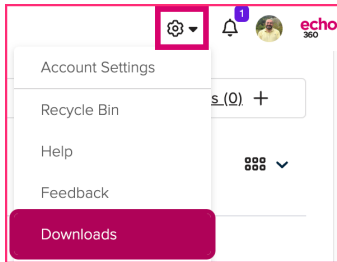 1
echo
360
Account Settings
s (0) +
Recycle Bin
Help
Feedback
Downloads